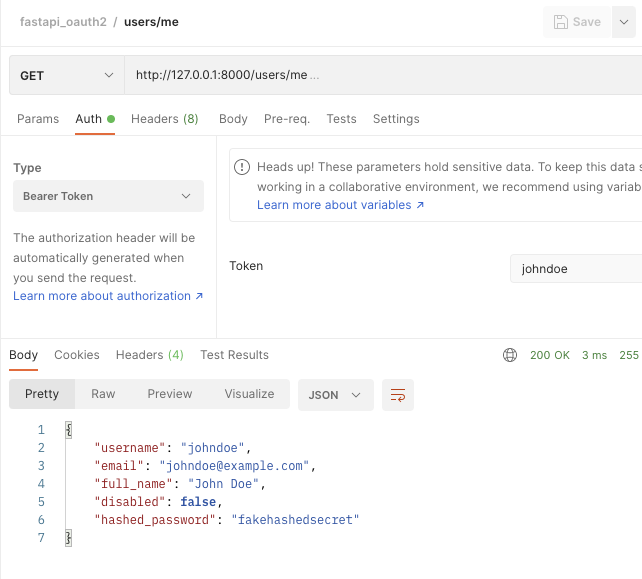 fastapi_oauth2 / users/me
Save
GET http://127.0.0.1:8000/users/me ...
Params Auth Headers (8) Body Pre-req. Tests Settings
Type
Bearer Token
The authorization header will be
automatically generated when
you send the request.
Learn more about authorization ↗
Heads up! These parameters hold sensitive data. To keep this data s
working in a collaborative environment, we recommend using variab
Learn more about variables ↗
Token johndoe
Body Cookies Headers (4) Test Results 200 OK 3 ms 255
Pretty Raw Preview Visualize JSON
1 {
2 "username": "johndoe",
3 "email": "johndoe@example.com",
4 "full_name": "John Doe",
5 "disabled": false,
6 "hashed_password": "fakehashedsecret"
7 }